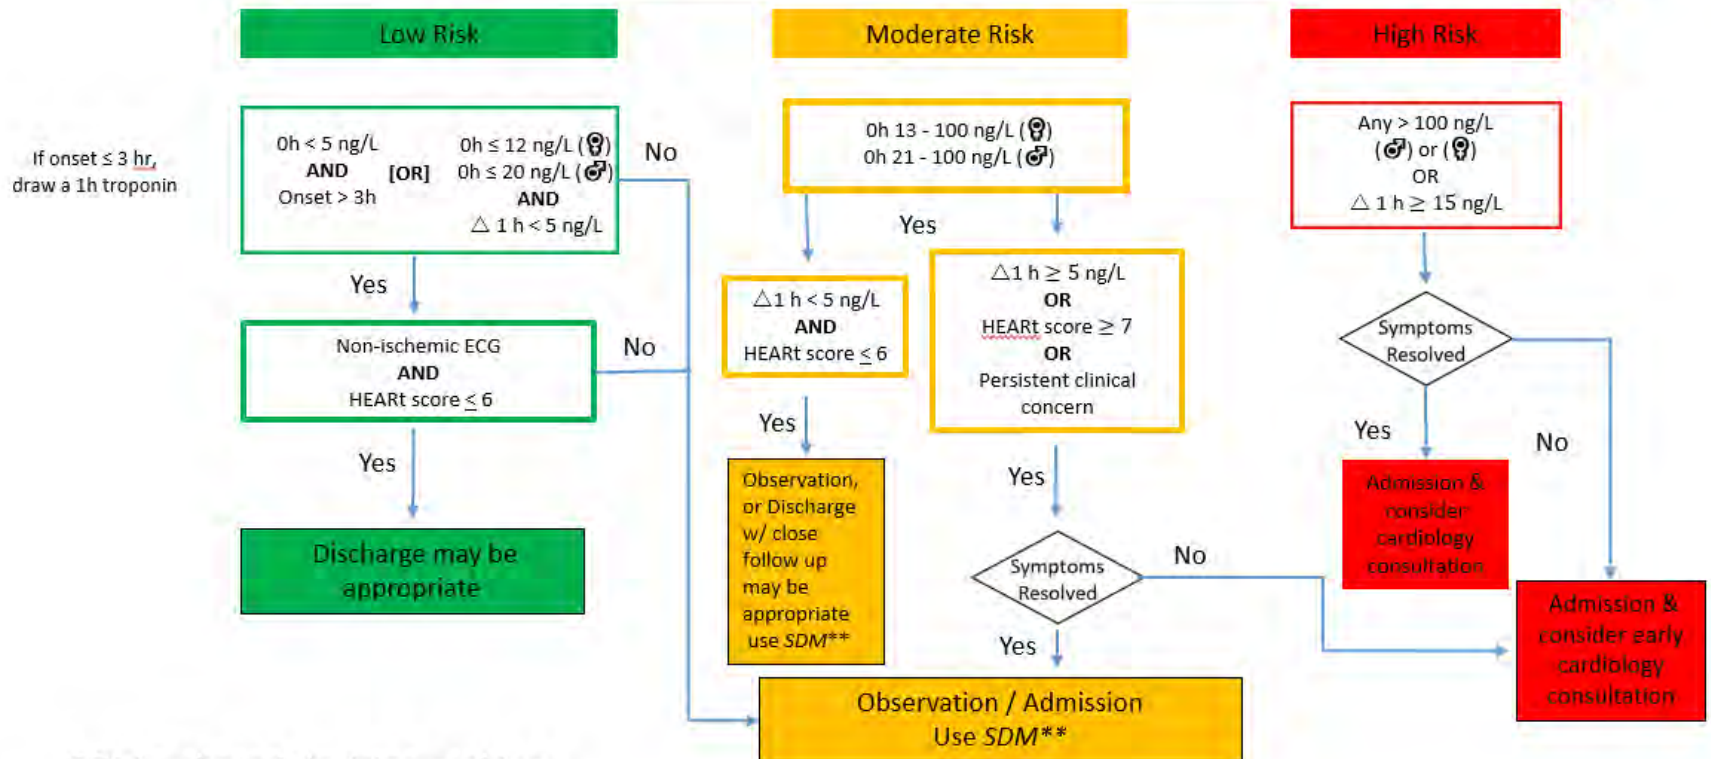 Low Risk
Moderate Risk
High Risk
If onset ≤ 3 hr,
draw a 1h troponin
0h < 5 ng/L
AND
Onset > 3h
[OR]
0h ≤ 12 ng/L (♀)
0h ≤ 20 ng/L (♂)
AND
△ 1 h < 5 ng/L
No
Yes
Non-ischemic ECG
AND
HEARt score ≤ 6
No
Yes
Discharge may be
appropriate
0h 13 - 100 ng/L (♀)
0h 21 - 100 ng/L (♂)
Yes
△1 h < 5 ng/L
AND
HEARt score ≤ 6
Yes
Observation,
or Discharge
w/ close
follow up
may be
appropriate
use SDM**
△1 h ≥ 5 ng/L
OR
HEARt score ≥ 7
OR
Persistent clinical
concern
Yes
Symptoms
Resolved
No
Yes
Observation / Admission
Use SDM**
Any > 100 ng/L
(♂) or (♀)
OR
△ 1 h ≥ 15 ng/L
Symptoms
Resolved
Yes
No
Admission &
consider
cardiology
consultation
Admission &
consider early
cardiology
consultation